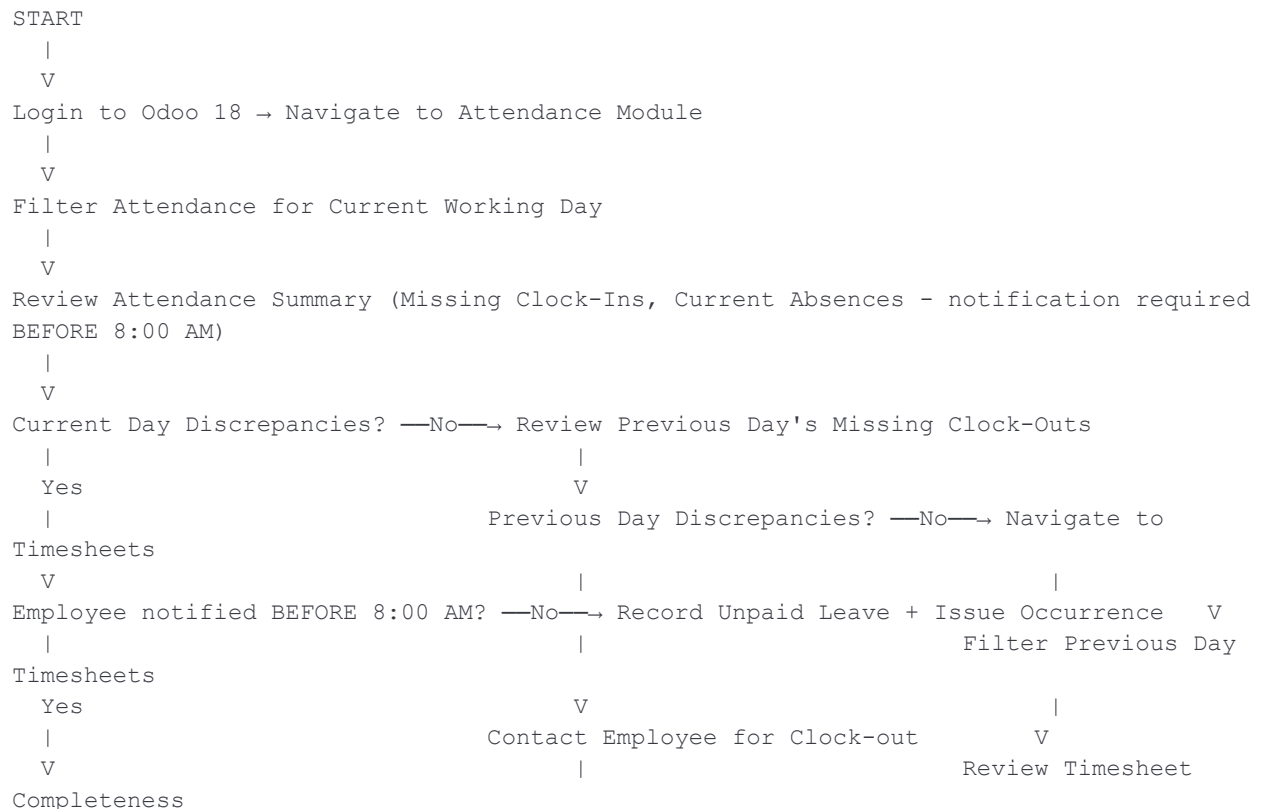 START
|
V
Login to Odoo 18 → Navigate to Attendance Module
|
V
Filter Attendance for Current Working Day
|
V
Review Attendance Summary (Missing Clock-Ins, Current Absences - notification required
BEFORE 8:00 AM)
|
V
Current Day Discrepancies? ──No──→ Review Previous Day's Missing Clock-Outs
| |
Yes V
| Previous Day Discrepancies? ──No──→ Navigate to
Timesheets
V | |
Employee notified BEFORE 8:00 AM? ──No──→ Record Unpaid Leave + Issue Occurrence V
| | Filter Previous Day
Timesheets
Yes V |
| Contact Employee for Clock-out V
V | Review Timesheet
Completeness